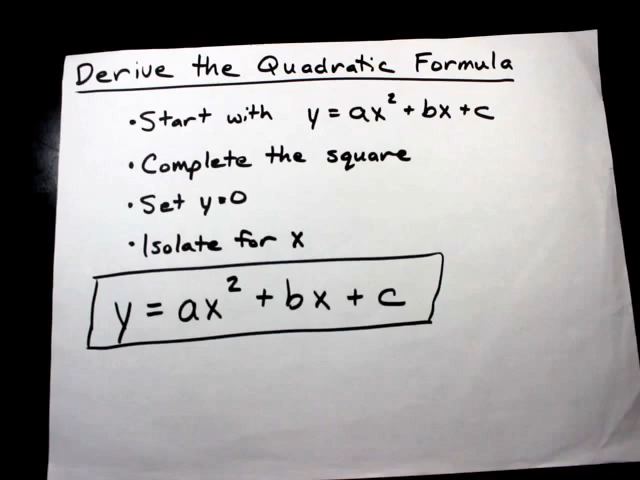 Derive the Quadratic Formula
• Start with y = ax² + bx + c
• Complete the square
• Set y=0
• Isolate for x
y = ax² + bx + c